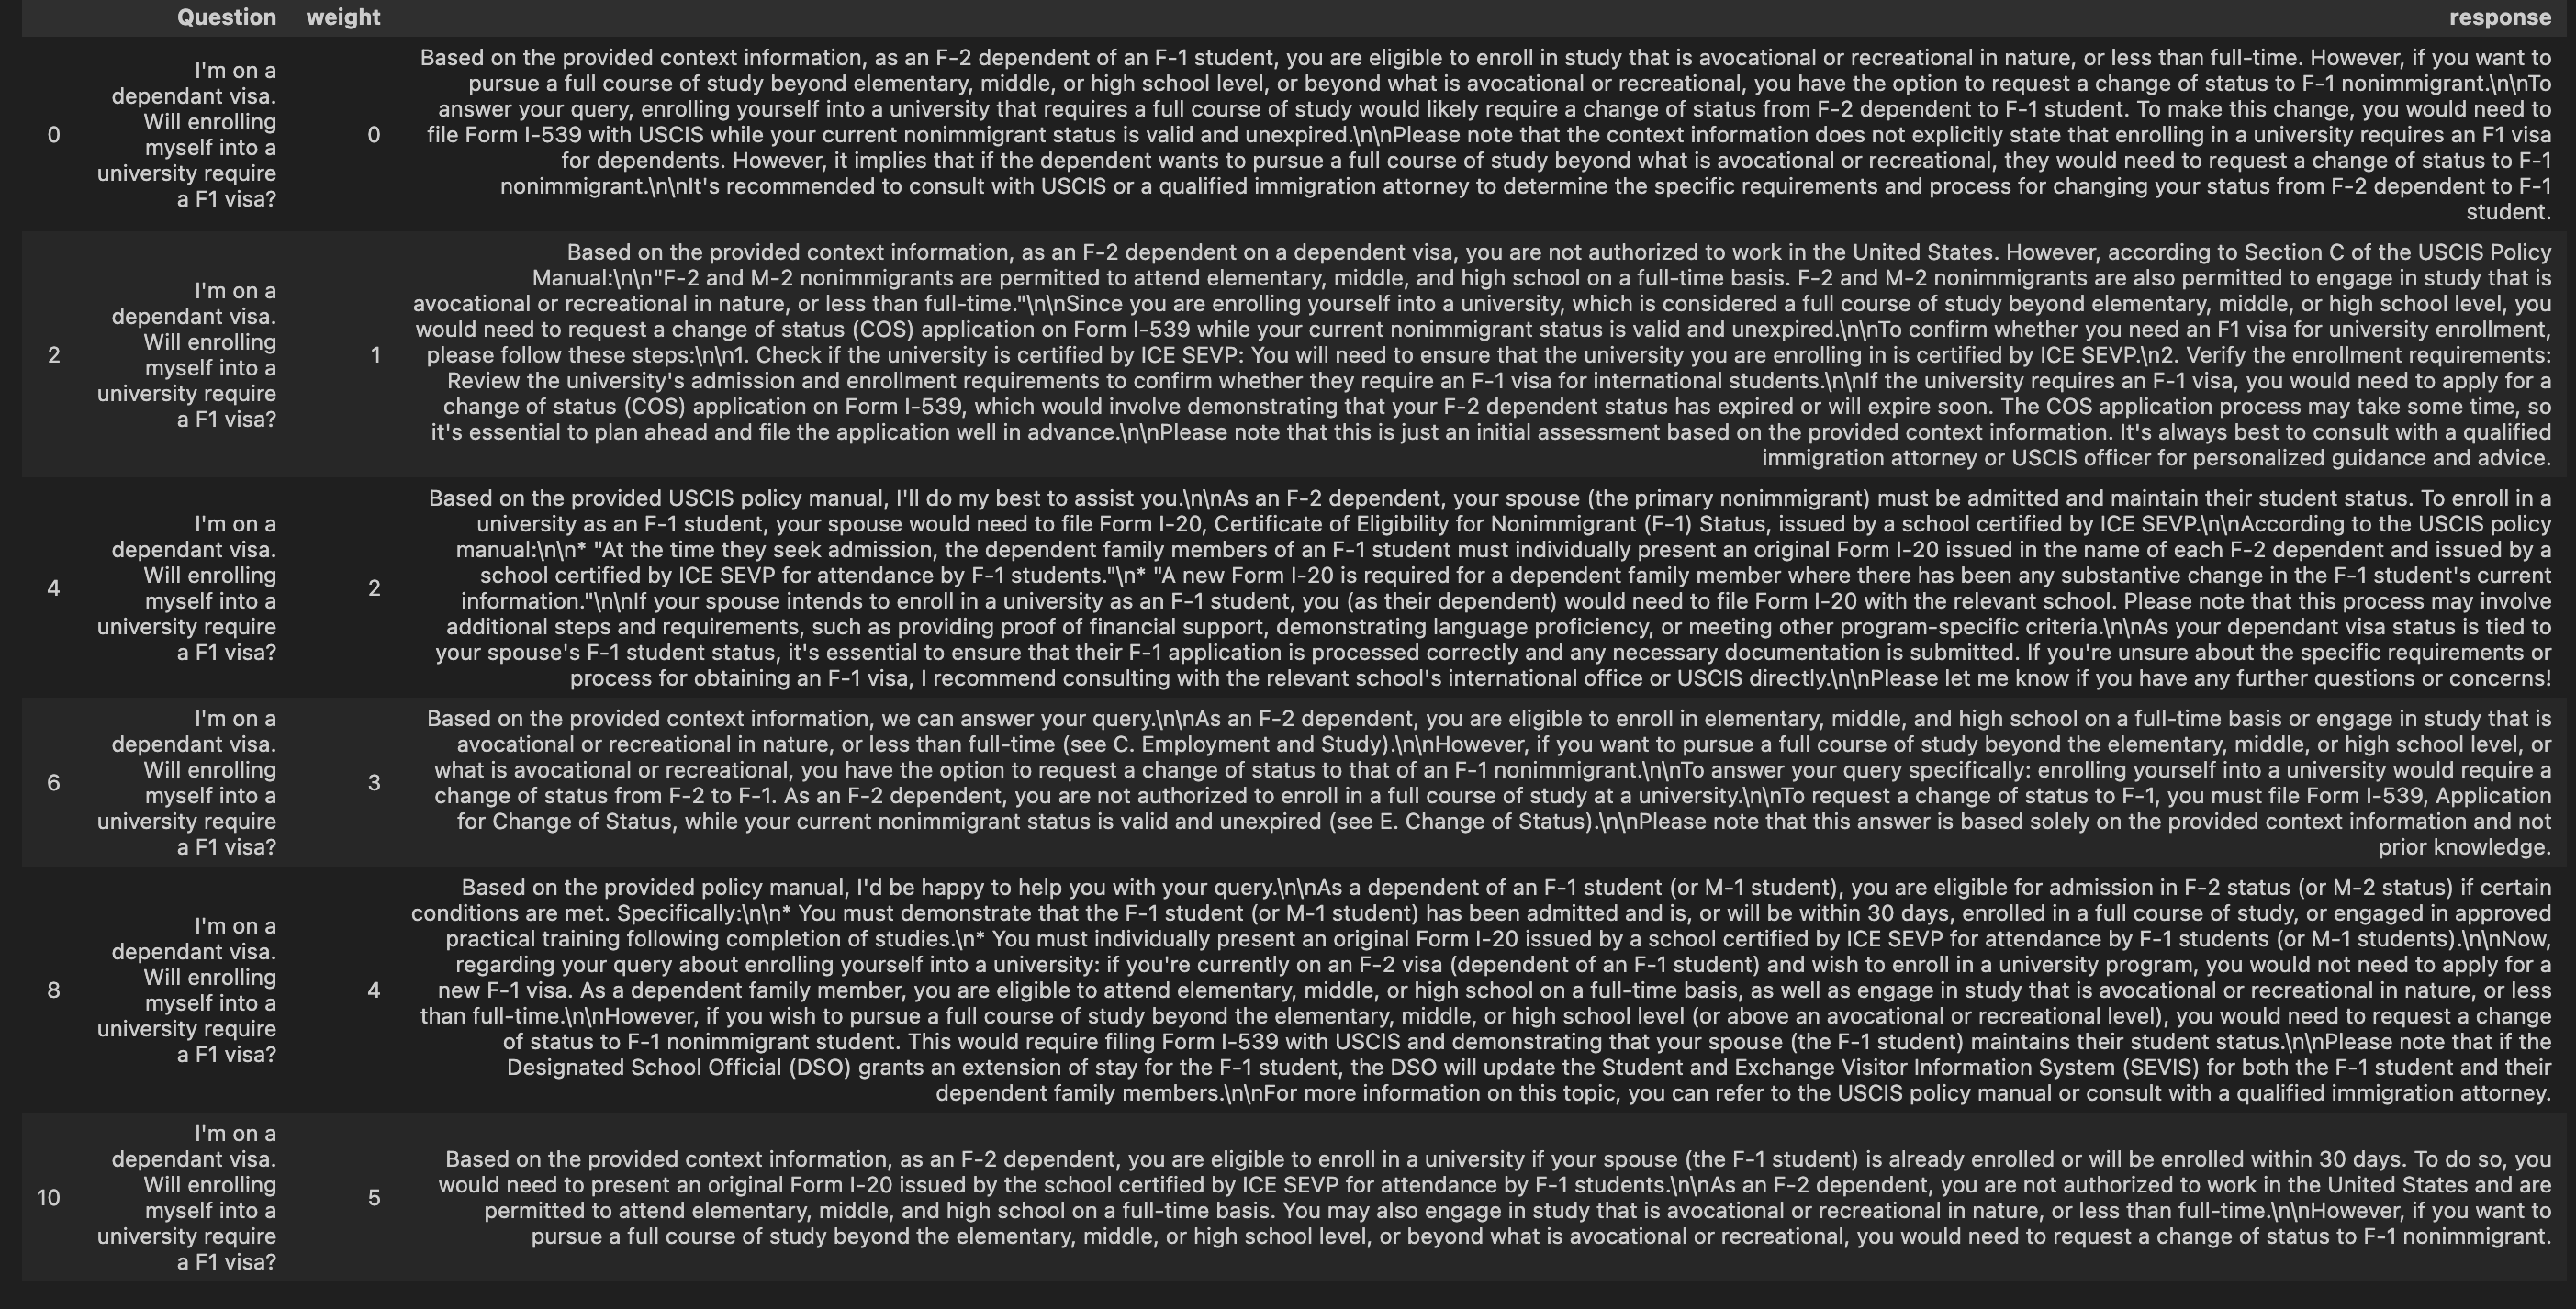 Question weight response
I'm on a
dependant visa.
Will enrolling
myself into a
university require
a F1 visa?
0
0
Based on the provided context information, as an F-2 dependent of an F-1 student, you are eligible to enroll in study that is avocational or recreational in nature, or less than full-time. However, if you want to
pursue a full course of study beyond elementary, middle, or high school level, or beyond what is avocational or recreational, you have the option to request a change of status to F-1 nonimmigrant.\n\nTo
answer your query, enrolling yourself into a university that requires a full course of study would likely require a change of status from F-2 dependent to F-1 student. To make this change, you would need to
file Form I-539 with USCIS while your current nonimmigrant status is valid and unexpired.\n\nPlease note that the context information does not explicitly state that enrolling in a university requires an F1 visa
for dependents. However, it implies that if the dependent wants to pursue a full course of study beyond what is avocational or recreational, they would need to request a change of status to F-1
nonimmigrant.\n\nIt's recommended to consult with USCIS or a qualified immigration attorney to determine the specific requirements and process for changing your status from F-2 dependent to F-1
student.
I'm on a
dependant visa.
Will enrolling
myself into a
university require
a F1 visa?
2
1
Based on the provided context information, as an F-2 dependent on a dependent visa, you are not authorized to work in the United States. However, according to Section C of the USCIS Policy
Manual:\n\n"F-2 and M-2 nonimmigrants are permitted to attend elementary, middle, and high school on a full-time basis. F-2 and M-2 nonimmigrants are also permitted to engage in study that is
avocational or recreational in nature, or less than full-time."\n\nSince you are enrolling yourself into a university, which is considered a full course of study beyond elementary, middle, or high school level, you
would need to request a change of status (COS) application on Form I-539 while your current nonimmigrant status is valid and unexpired.\n\nTo confirm whether you need an F1 visa for university enrollment,
please follow these steps:\n\n1. Check if the university is certified by ICE SEVP: You will need to ensure that the university you are enrolling in is certified by ICE SEVP.\n2. Verify the enrollment requirements:
Review the university's admission and enrollment requirements to confirm whether they require an F-1 visa for international students.\n\nIf the university requires an F-1 visa, you would need to apply for a
change of status (COS) application on Form I-539, which would involve demonstrating that your F-2 dependent status has expired or will expire soon. The COS application process may take some time, so
it's essential to plan ahead and file the application well in advance.\n\nPlease note that this is just an initial assessment based on the provided context information. It's always best to consult with a qualified
immigration attorney or USCIS officer for personalized guidance and advice.
I'm on a
dependant visa.
Will enrolling
myself into a
university require
a F1 visa?
4
2
Based on the provided USCIS policy manual, I'll do my best to assist you.\n\nAs an F-2 dependent, your spouse (the primary nonimmigrant) must be admitted and maintain their student status. To enroll in a
university as an F-1 student, your spouse would need to file Form I-20, Certificate of Eligibility for Nonimmigrant (F-1) Status, issued by a school certified by ICE SEVP.\n\nAccording to the USCIS policy
manual:\n\n* "At the time they seek admission, the dependent family members of an F-1 student must individually present an original Form I-20 issued in the name of each F-2 dependent and issued by a
school certified by ICE SEVP for attendance by F-1 students."\n* "A new Form I-20 is required for a dependent family member where there has been any substantive change in the F-1 student's current
information."\n\nIf your spouse intends to enroll in a university as an F-1 student, you (as their dependent) would need to file Form I-20 with the relevant school. Please note that this process may involve
additional steps and requirements, such as providing proof of financial support, demonstrating language proficiency, or meeting other program-specific criteria.\n\nAs your dependant visa status is tied to
your spouse's F-1 student status, it's essential to ensure that their F-1 application is processed correctly and any necessary documentation is submitted. If you're unsure about the specific requirements or
process for obtaining an F-1 visa, I recommend consulting with the relevant school's international office or USCIS directly.\n\nPlease let me know if you have any further questions or concerns!
I'm on a
dependant visa.
Will enrolling
myself into a
university require
a F1 visa?
6
3
Based on the provided context information, we can answer your query.\n\nAs an F-2 dependent, you are eligible to enroll in elementary, middle, and high school on a full-time basis or engage in study that is
avocational or recreational in nature, or less than full-time (see C. Employment and Study).\n\nHowever, if you want to pursue a full course of study beyond the elementary, middle, or high school level, or
what is avocational or recreational, you have the option to request a change of status to that of an F-1 nonimmigrant.\n\nTo answer your query specifically: enrolling yourself into a university would require a
change of status from F-2 to F-1. As an F-2 dependent, you are not authorized to enroll in a full course of study at a university.\n\nTo request a change of status to F-1, you must file Form I-539, Application
for Change of Status, while your current nonimmigrant status is valid and unexpired (see E. Change of Status).\n\nPlease note that this answer is based solely on the provided context information and not
prior knowledge.
I'm on a
dependant visa.
Will enrolling
myself into a
university require
a F1 visa?
8
4
Based on the provided policy manual, I'd be happy to help you with your query.\n\nAs a dependent of an F-1 student (or M-1 student), you are eligible for admission in F-2 status (or M-2 status) if certain
conditions are met. Specifically:\n\n* You must demonstrate that the F-1 student (or M-1 student) has been admitted and is, or will be within 30 days, enrolled in a full course of study, or engaged in approved
practical training following completion of studies.\n* You must individually present an original Form I-20 issued by a school certified by ICE SEVP for attendance by F-1 students (or M-1 students).\n\nNow,
regarding your query about enrolling yourself into a university: if you're currently on an F-2 visa (dependent of an F-1 student) and wish to enroll in a university program, you would not need to apply for a
new F-1 visa. As a dependent family member, you are eligible to attend elementary, middle, or high school on a full-time basis, as well as engage in study that is avocational or recreational in nature, or less
than full-time.\n\nHowever, if you wish to pursue a full course of study beyond the elementary, middle, or high school level (or above an avocational or recreational level), you would need to request a change
of status to F-1 nonimmigrant student. This would require filing Form I-539 with USCIS and demonstrating that your spouse (the F-1 student) maintains their student status.\n\nPlease note that if the
Designated School Official (DSO) grants an extension of stay for the F-1 student, the DSO will update the Student and Exchange Visitor Information System (SEVIS) for both the F-1 student and their
dependent family members.\n\nFor more information on this topic, you can refer to the USCIS policy manual or consult with a qualified immigration attorney.
I'm on a
dependant visa.
Will enrolling
myself into a
university require
a F1 visa?
10
5
Based on the provided context information, as an F-2 dependent, you are eligible to enroll in a university if your spouse (the F-1 student) is already enrolled or will be enrolled within 30 days. To do so, you
would need to present an original Form I-20 issued by the school certified by ICE SEVP for attendance by F-1 students.\n\nAs an F-2 dependent, you are not authorized to work in the United States and are
permitted to attend elementary, middle, and high school on a full-time basis. You may also engage in study that is avocational or recreational in nature, or less than full-time.\n\nHowever, if you want to
pursue a full course of study beyond the elementary, middle, or high school level, or beyond what is avocational or recreational, you would need to request a change of status to F-1 nonimmigrant.